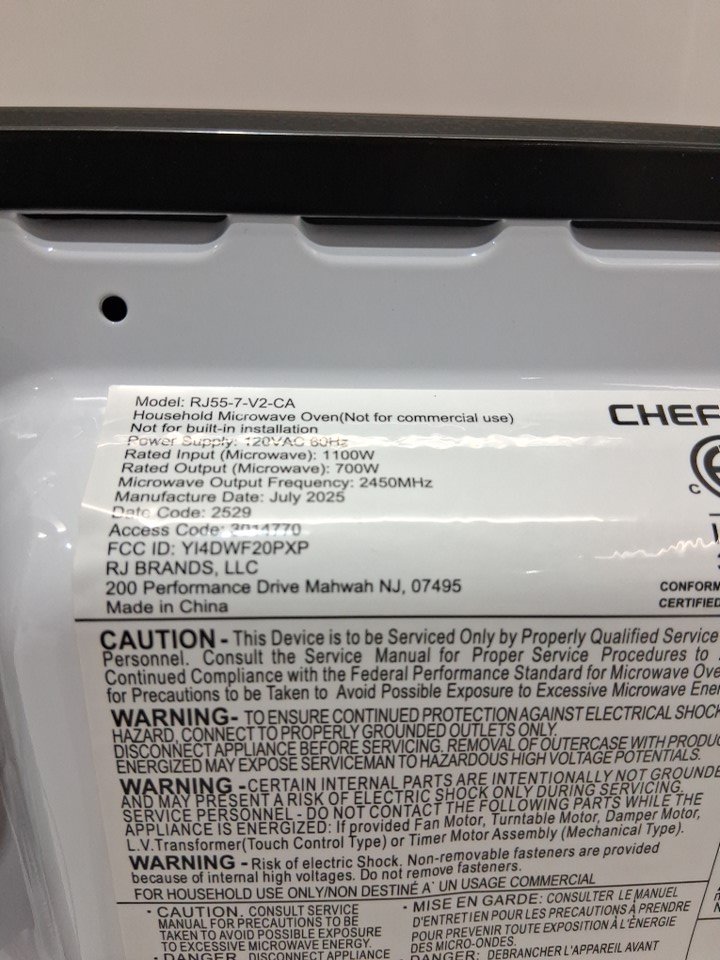 Model: RJ55-7-V2-CA
Household Microwave Oven(Not for commercial use)
Not for built-in installation
Power Supply: 120VAC 60Hz
Rated Input (Microwave): 1100W
Rated Output (Microwave): 700W
Microwave Output Frequency: 2450MHz
Manufacture Date: July 2025
Date Code: 2529
Access Code: 3014770
FCC ID: YI4DWF20PXP
RJ BRANDS, LLC
200 Performance Drive Mahwah NJ, 07495
Made in China
CHEF
C
CONFORM
CERTIFIED
CAUTION - This Device is to be Serviced Only by Properly Qualified Service
Personnel. Consult the Service Manual for Proper Service Procedures to
Continued Compliance with the Federal Performance Standard for Microwave Ove
for Precautions to be Taken to Avoid Possible Exposure to Excessive Microwave Ener
WARNING- TO ENSURE CONTINUED PROTECTION AGAINST ELECTRICAL SHOCK
HAZARD, CONNECT TO PROPERLY GROUNDED OUTLETS ONLY.
DISCONNECT APPLIANCE BEFORE SERVICING. REMOVAL OF OUTERCASE WITH PRODUC
ENERGIZED MAY EXPOSE SERVICEMAN TO HAZARDOUS HIGH VOLTAGE POTENTIALS.
WARNING -CERTAIN INTERNAL PARTS ARE INTENTIONALLY NOT GROUNDE
AND MAY PRESENT A RISK OF ELECTRIC SHOCK ONLY DURING SERVICING.
SERVICE PERSONNEL - DO NOT CONTACT THE FOLLOWING PARTS WHILE THE
APPLIANCE IS ENERGIZED: If provided Fan Motor, Turntable Motor, Damper Motor,
L.V.Transformer(Touch Control Type) or Timer Motor Assembly (Mechanical Type).
WARNING - Risk of electric Shock. Non-removable fasteners are provided
because of internal high voltages. Do not remove fasteners.
FOR HOUSEHOLD USE ONLY/NON DESTINÉ A` UN USAGE COMMERCIAL
· CAUTION. CONSULT SERVICE
MANUAL FOR PRECAUTIONS TO BE
TAKEN TO AVOID POSSIBLE EXPOSURE
TO EXCESSIVE MICROWAVE ENERGY.
· DANGER. DISCONNECT APPLIANCE
· MISE EN GARDE: CONSULTER LE MANUEL
D'ENTRETIEN POUR LES PRECAUTIONS À PRENDRE
POUR PREVENIR TOUTE EXPOSITION À L'ÉNERGIE
DES MICRO-ONDES.
· DANGER: DEBRANCHER L'APPAREIL AVANT